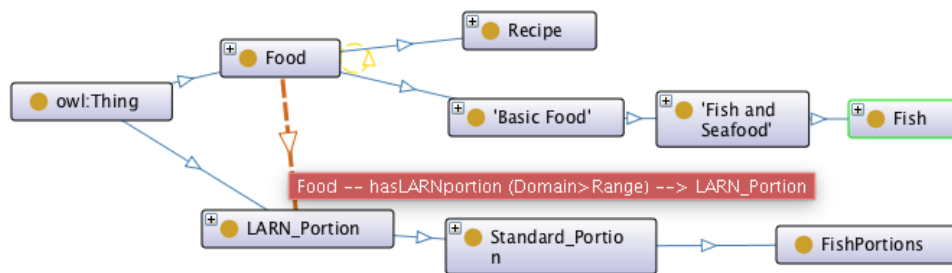 Recipe
Food
owl:Thing
'Basic Food'
'Fish and
Seafood'
Fish
Food -- hasLARNportion (Domain>Range) --> LARN_Portion
LARN_Portion
Standard_Portio
n
FishPortions